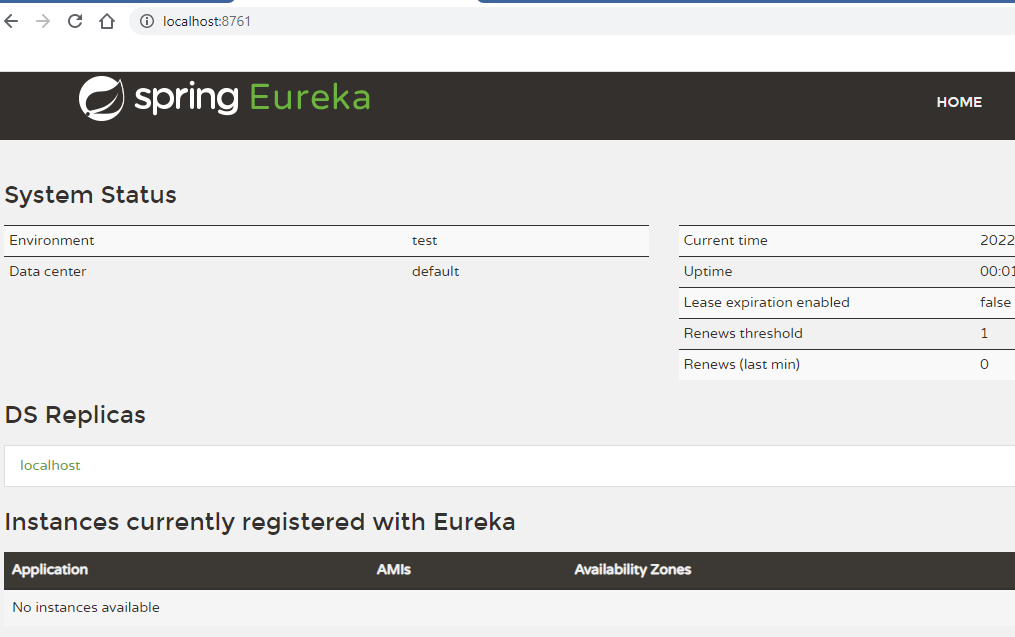 localhost:8761
spring Eureka
HOME
System Status
Environment test
Data center default
Current time 2022
Uptime 00:01
Lease expiration enabled false
Renews threshold 1
Renews (last min) 0
DS Replicas
localhost
Instances currently registered with Eureka
Application AMIs Availability Zones
No instances available